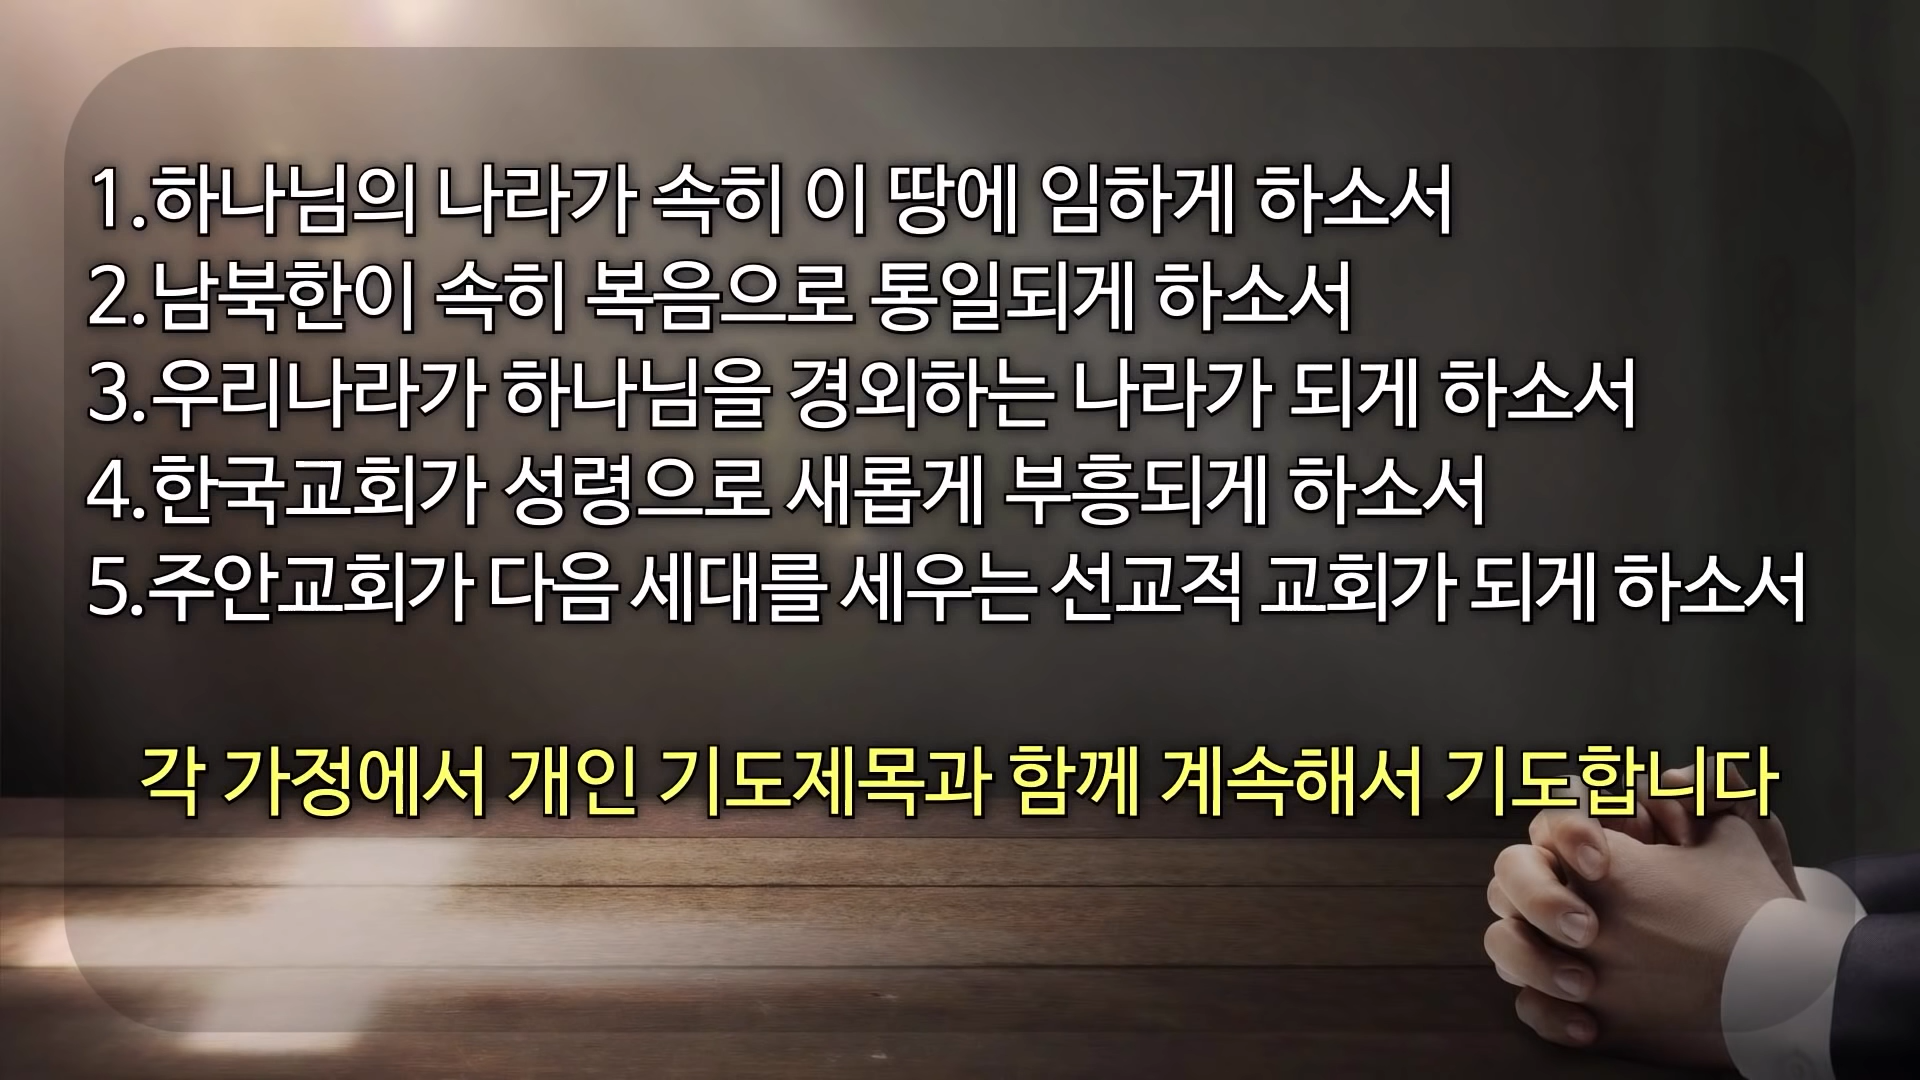 1.하나님의 나라가 속히 이 땅에 임하게 하소서
2.남북한이 속히 복음으로 통일되게 하소서
3.우리나라가 하나님을 경외하는 나라가 되게 하소서
4.한국교회가 성령으로 새롭게 부흥되게 하소서
5.주안교회가 다음 세대를 세우는 선교적 교회가 되게 하소서
각 가정에서 개인 기도제목과 함께 계속해서 기도합니다